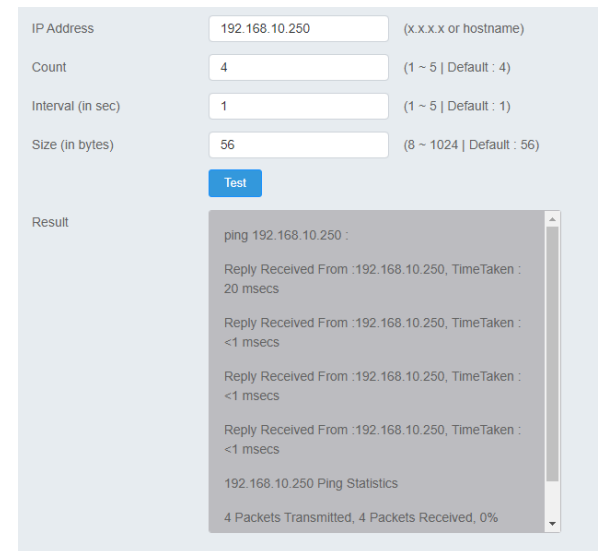 IP Address 192.168.10.250 (x.x.x.x or hostname)
Count 4 (1 ~ 5 | Default : 4)
Interval (in sec) 1 (1 ~ 5 | Default : 1)
Size (in bytes) 56 (8 ~ 1024 | Default : 56)
Test
Result
ping 192.168.10.250 :
Reply Received From :192.168.10.250, TimeTaken :
20 msecs
Reply Received From :192.168.10.250, TimeTaken :
<1 msecs
Reply Received From :192.168.10.250, TimeTaken :
<1 msecs
Reply Received From :192.168.10.250, TimeTaken :
<1 msecs
192.168.10.250 Ping Statistics
4 Packets Transmitted, 4 Packets Received, 0%